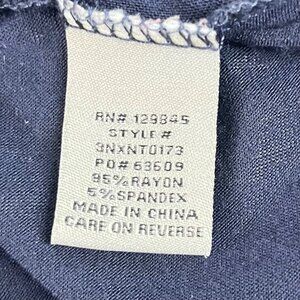 RN# 129845
STYLE#
3NXNT0173
PO# 63609
95%RAYON
5%SPANDEX
MADE IN CHINA
CARE ON REVERSE